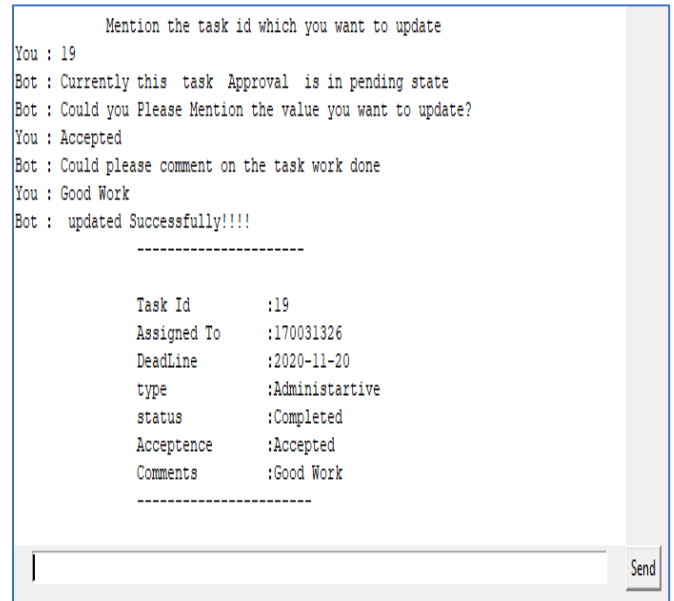 Mention the task id which you want to update
You : 19
Bot : Currently this  task  Approval  is in pending state
Bot : Could you Please Mention the value you want to update?
You : Accepted
Bot : Could please comment on the task work done
You : Good Work
Bot :  updated Successfully!!!!
----------------------
Task Id :19
Assigned To :170031326
DeadLine :2020-11-20
type :Administartive
status :Completed
Acceptence :Accepted
Comments :Good Work
-----------------------
Send